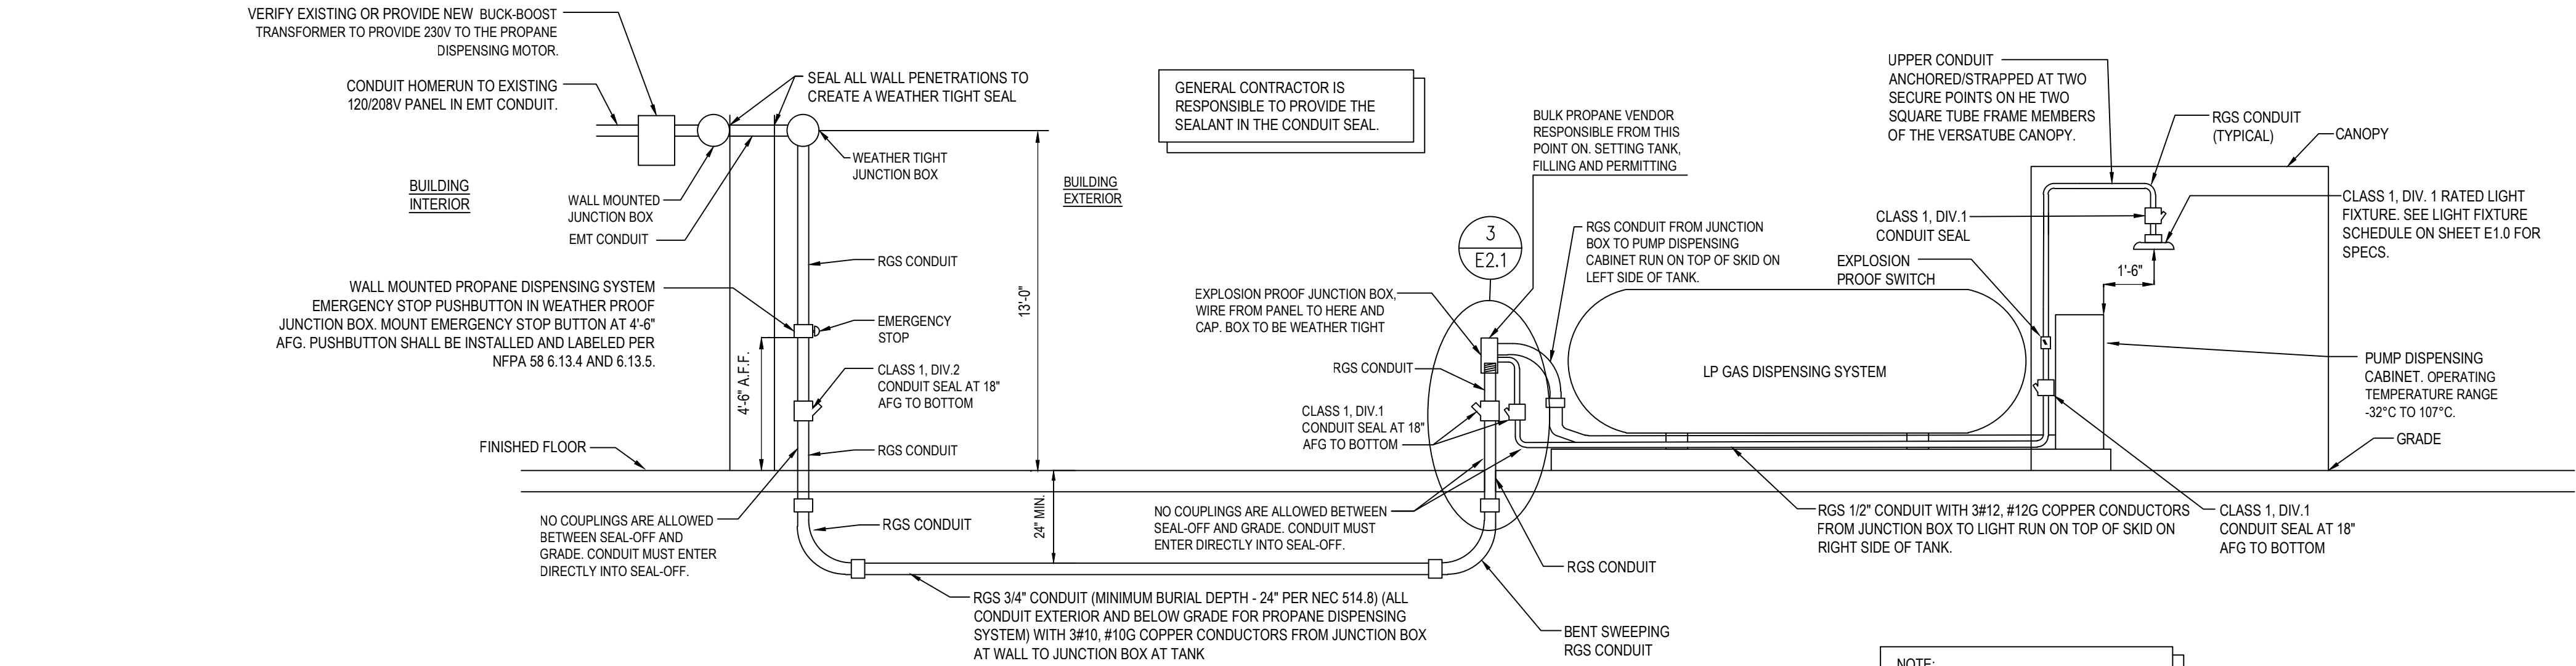 VERIFY EXISTING OR PROVIDE NEW BUCK-BOOST
TRANSFORMER TO PROVIDE 230V TO THE PROPANE
DISPENSING MOTOR.
CONDUIT HOMERUN TO EXISTING
120/208V PANEL IN EMT CONDUIT.
SEAL ALL WALL PENETRATIONS TO
CREATE A WEATHER TIGHT SEAL
BUILDING
INTERIOR
WALL MOUNTED
JUNCTION BOX
EMT CONDUIT
WEATHER TIGHT
JUNCTION BOX
BUILDING
EXTERIOR
RGS CONDUIT
WALL MOUNTED PROPANE DISPENSING SYSTEM
EMERGENCY STOP PUSHBUTTON IN WEATHER PROOF
JUNCTION BOX. MOUNT EMERGENCY STOP BUTTON AT 4'-6"
AFG. PUSHBUTTON SHALL BE INSTALLED AND LABELED PER
NFPA 58 6.13.4 AND 6.13.5.
EMERGENCY
STOP
13'-0"
4'-6" A.F.F.
CLASS 1, DIV.2
CONDUIT SEAL AT 18"
AFG TO BOTTOM
FINISHED FLOOR
RGS CONDUIT
NO COUPLINGS ARE ALLOWED
BETWEEN SEAL-OFF AND
GRADE. CONDUIT MUST ENTER
DIRECTLY INTO SEAL-OFF.
RGS CONDUIT
24" MIN.
RGS 3/4" CONDUIT (MINIMUM BURIAL DEPTH - 24" PER NEC 514.8) (ALL
CONDUIT EXTERIOR AND BELOW GRADE FOR PROPANE DISPENSING
SYSTEM) WITH 3#10, #10G COPPER CONDUCTORS FROM JUNCTION BOX
AT WALL TO JUNCTION BOX AT TANK
GENERAL CONTRACTOR IS
RESPONSIBLE TO PROVIDE THE
SEALANT IN THE CONDUIT SEAL.
BULK PROPANE VENDOR
RESPONSIBLE FROM THIS
POINT ON. SETTING TANK,
FILLING AND PERMITTING
3
E2.1
RGS CONDUIT FROM JUNCTION
BOX TO PUMP DISPENSING
CABINET RUN ON TOP OF SKID ON
LEFT SIDE OF TANK.
EXPLOSION PROOF JUNCTION BOX,
WIRE FROM PANEL TO HERE AND
CAP. BOX TO BE WEATHER TIGHT
RGS CONDUIT
CLASS 1, DIV.1
CONDUIT SEAL AT 18"
AFG TO BOTTOM
NO COUPLINGS ARE ALLOWED BETWEEN
SEAL-OFF AND GRADE. CONDUIT MUST
ENTER DIRECTLY INTO SEAL-OFF.
RGS CONDUIT
BENT SWEEPING
RGS CONDUIT
LP GAS DISPENSING SYSTEM
UPPER CONDUIT
ANCHORED/STRAPPED AT TWO
SECURE POINTS ON HE TWO
SQUARE TUBE FRAME MEMBERS
OF THE VERSATUBE CANOPY.
RGS CONDUIT
(TYPICAL)
CANOPY
CLASS 1, DIV.1
CONDUIT SEAL
CLASS 1, DIV. 1 RATED LIGHT
FIXTURE. SEE LIGHT FIXTURE
SCHEDULE ON SHEET E1.0 FOR
SPECS.
EXPLOSION
PROOF SWITCH
1'-6"
PUMP DISPENSING
CABINET. OPERATING
TEMPERATURE RANGE
-32°C TO 107°C.
GRADE
RGS 1/2" CONDUIT WITH 3#12, #12G COPPER CONDUCTORS
FROM JUNCTION BOX TO LIGHT RUN ON TOP OF SKID ON
RIGHT SIDE OF TANK.
CLASS 1, DIV.1
CONDUIT SEAL AT 18"
AFG TO BOTTOM
NOTE: